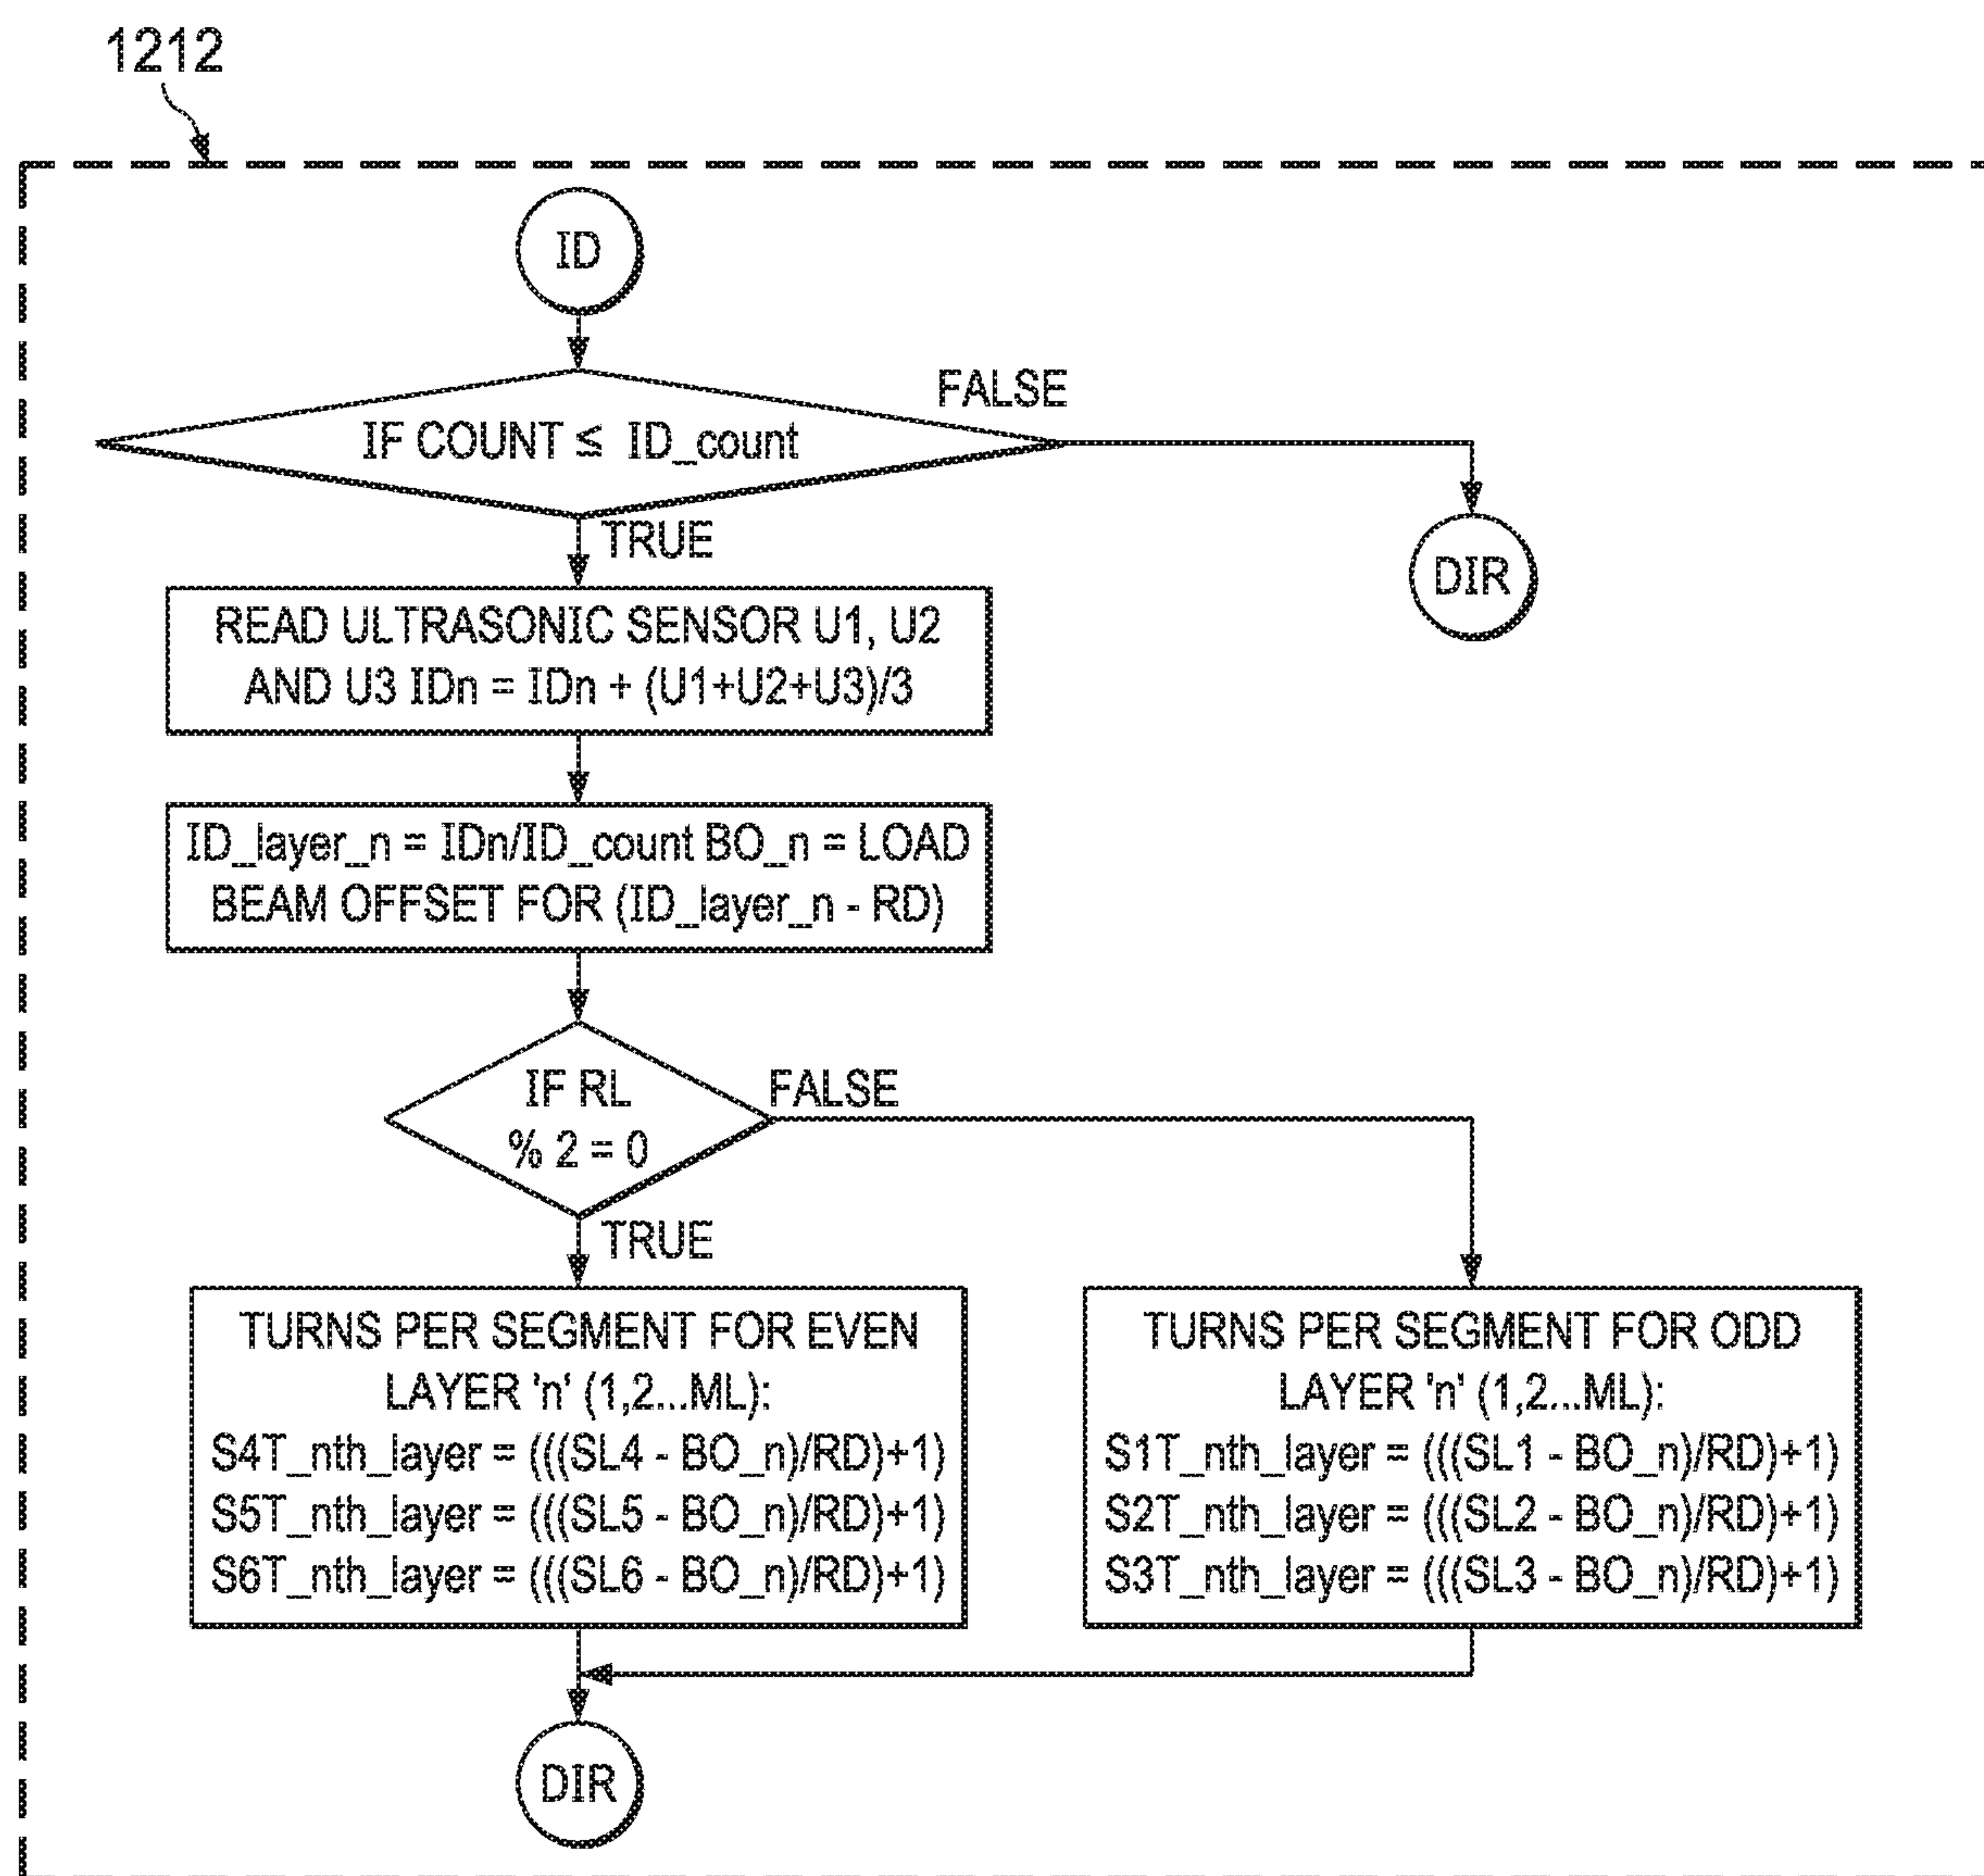 1212
ID
IF COUNT ≤ ID_count
FALSE
TRUE
DIR
READ ULTRASONIC SENSOR U1, U2
AND U3 IDn = IDn + (U1+U2+U3)/3
ID_layer_n = IDn/ID_count BO_n = LOAD
BEAM OFFSET FOR (ID_layer_n - RD)
IF RL
% 2 = 0
FALSE
TRUE
TURNS PER SEGMENT FOR EVEN
LAYER 'n' (1,2...ML):
S4T_nth_layer = (((SL4 - BO_n)/RD)+1)
S5T_nth_layer = (((SL5 - BO_n)/RD)+1)
S6T_nth_layer = (((SL6 - BO_n)/RD)+1)
TURNS PER SEGMENT FOR ODD
LAYER 'n' (1,2...ML):
S1T_nth_layer = (((SL1 - BO_n)/RD)+1)
S2T_nth_layer = (((SL2 - BO_n)/RD)+1)
S3T_nth_layer = (((SL3 - BO_n)/RD)+1)
DIR